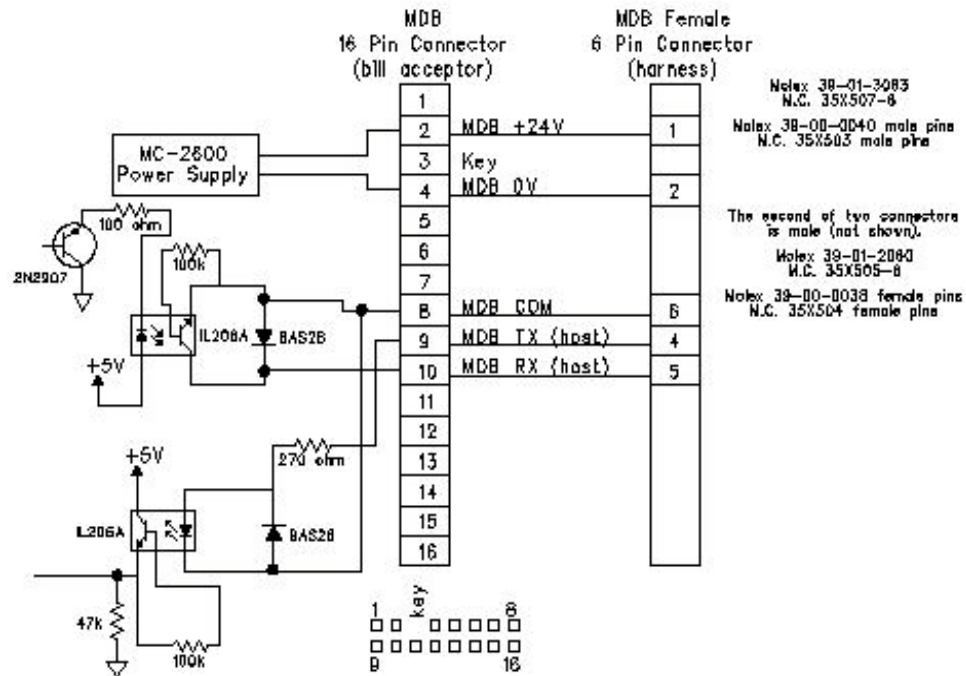 MDB
16 Pin Connector
(bill acceptor)
MDB Female
6 Pin Connector
(harness)
Molex 39-01-3063
N.C. 35X507-6
Molex 39-00-0040 male pins
N.C. 35X503 male pins
The second of two connectors
is male (not shown).
Molex 39-01-2060
N.C. 35X505-6
Molex 39-00-0038 female pins
N.C. 35X504 female pins
MC-2600
Power Supply
100 ohm
2N2907
100k
IL206A
BAS28
+5V
+5V
270 ohm
IL206A
BAS28
47k
100k
1
2
3
4
5
6
7
8
9
10
11
12
13
14
15
16
MDB +24V
Key
MDB 0V
MDB COM
MDB TX (host)
MDB RX (host)
1
2
6
4
5
1
key
8
9
16